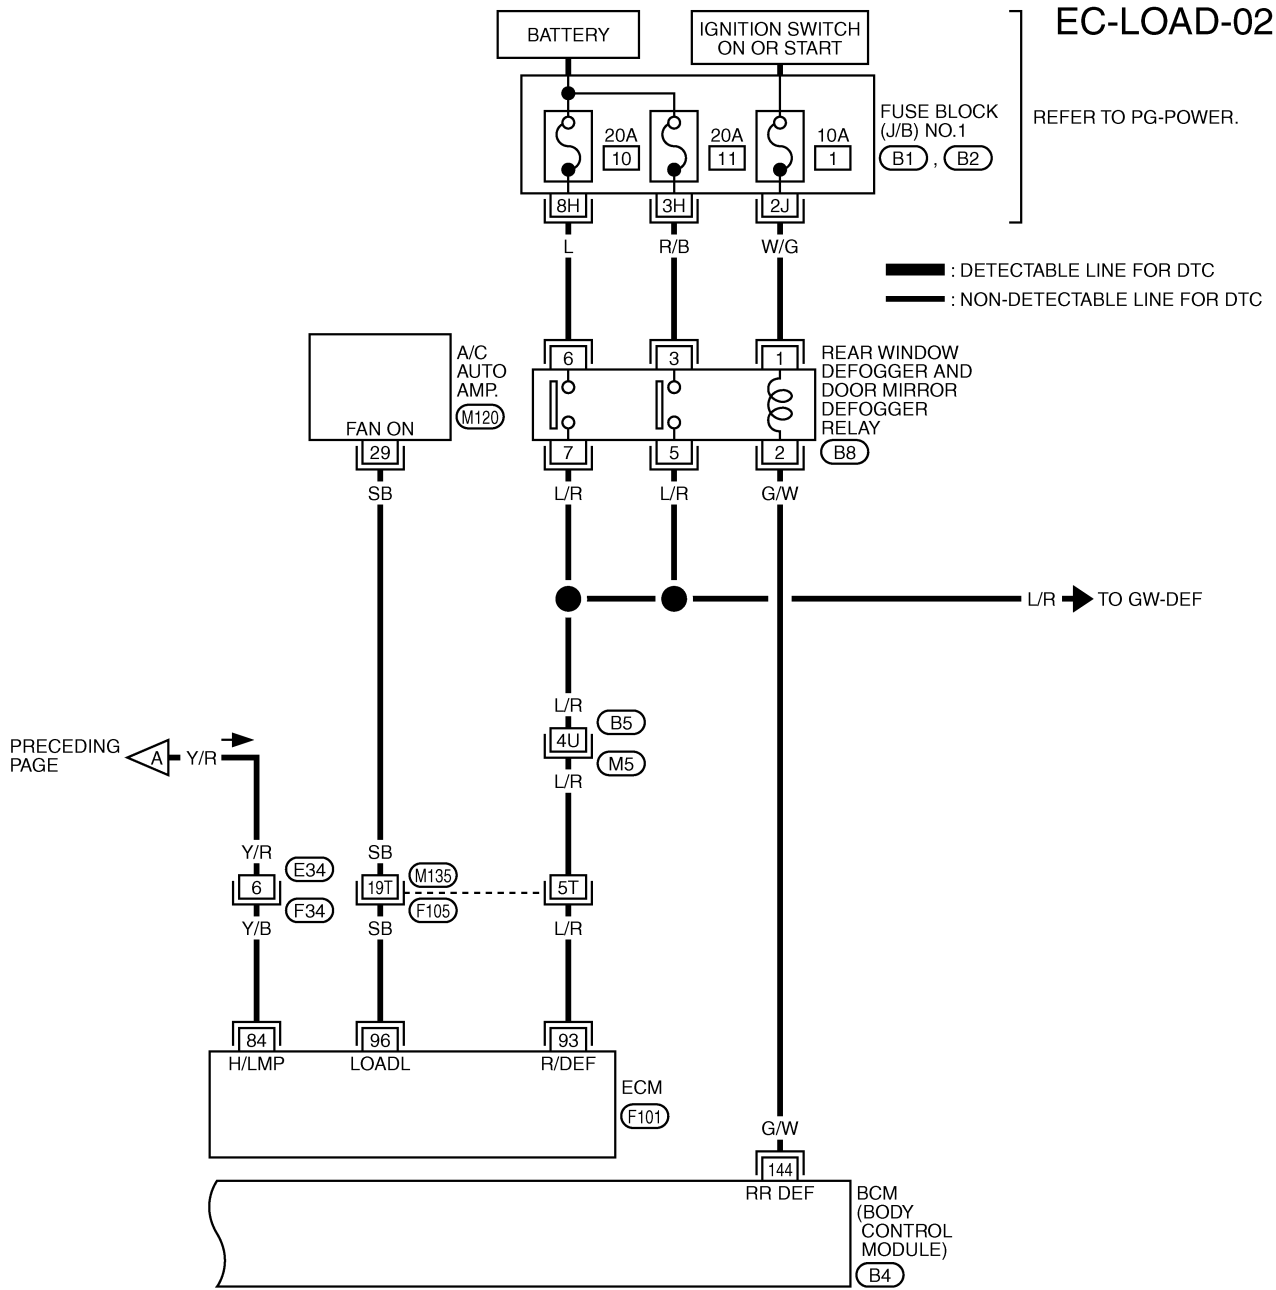 EC-LOAD-02
BATTERY
IGNITION SWITCH
ON OR START
FUSE BLOCK
(J/B) NO.1
B1 , B2
REFER TO PG-POWER.
20A
10
20A
11
10A
1
8H
3H
2J
L
R/B
W/G
: DETECTABLE LINE FOR DTC
: NON-DETECTABLE LINE FOR DTC
A/C
AUTO
AMP.
M120
FAN ON
29
SB
6
3
1
REAR WINDOW
DEFOGGER AND
DOOR MIRROR
DEFOGGER
RELAY
B8
7
5
2
L/R
L/R
G/W
L/R
TO GW-DEF
L/R
B5
4U
M5
L/R
PRECEDING
PAGE
A
Y/R
Y/R
E34
6
F34
Y/B
SB
M135
19T
F105
SB
5T
L/R
84
96
93
H/LMP
LOADL
R/DEF
ECM
F101
G/W
144
RR DEF
BCM
(BODY
CONTROL
MODULE)
B4